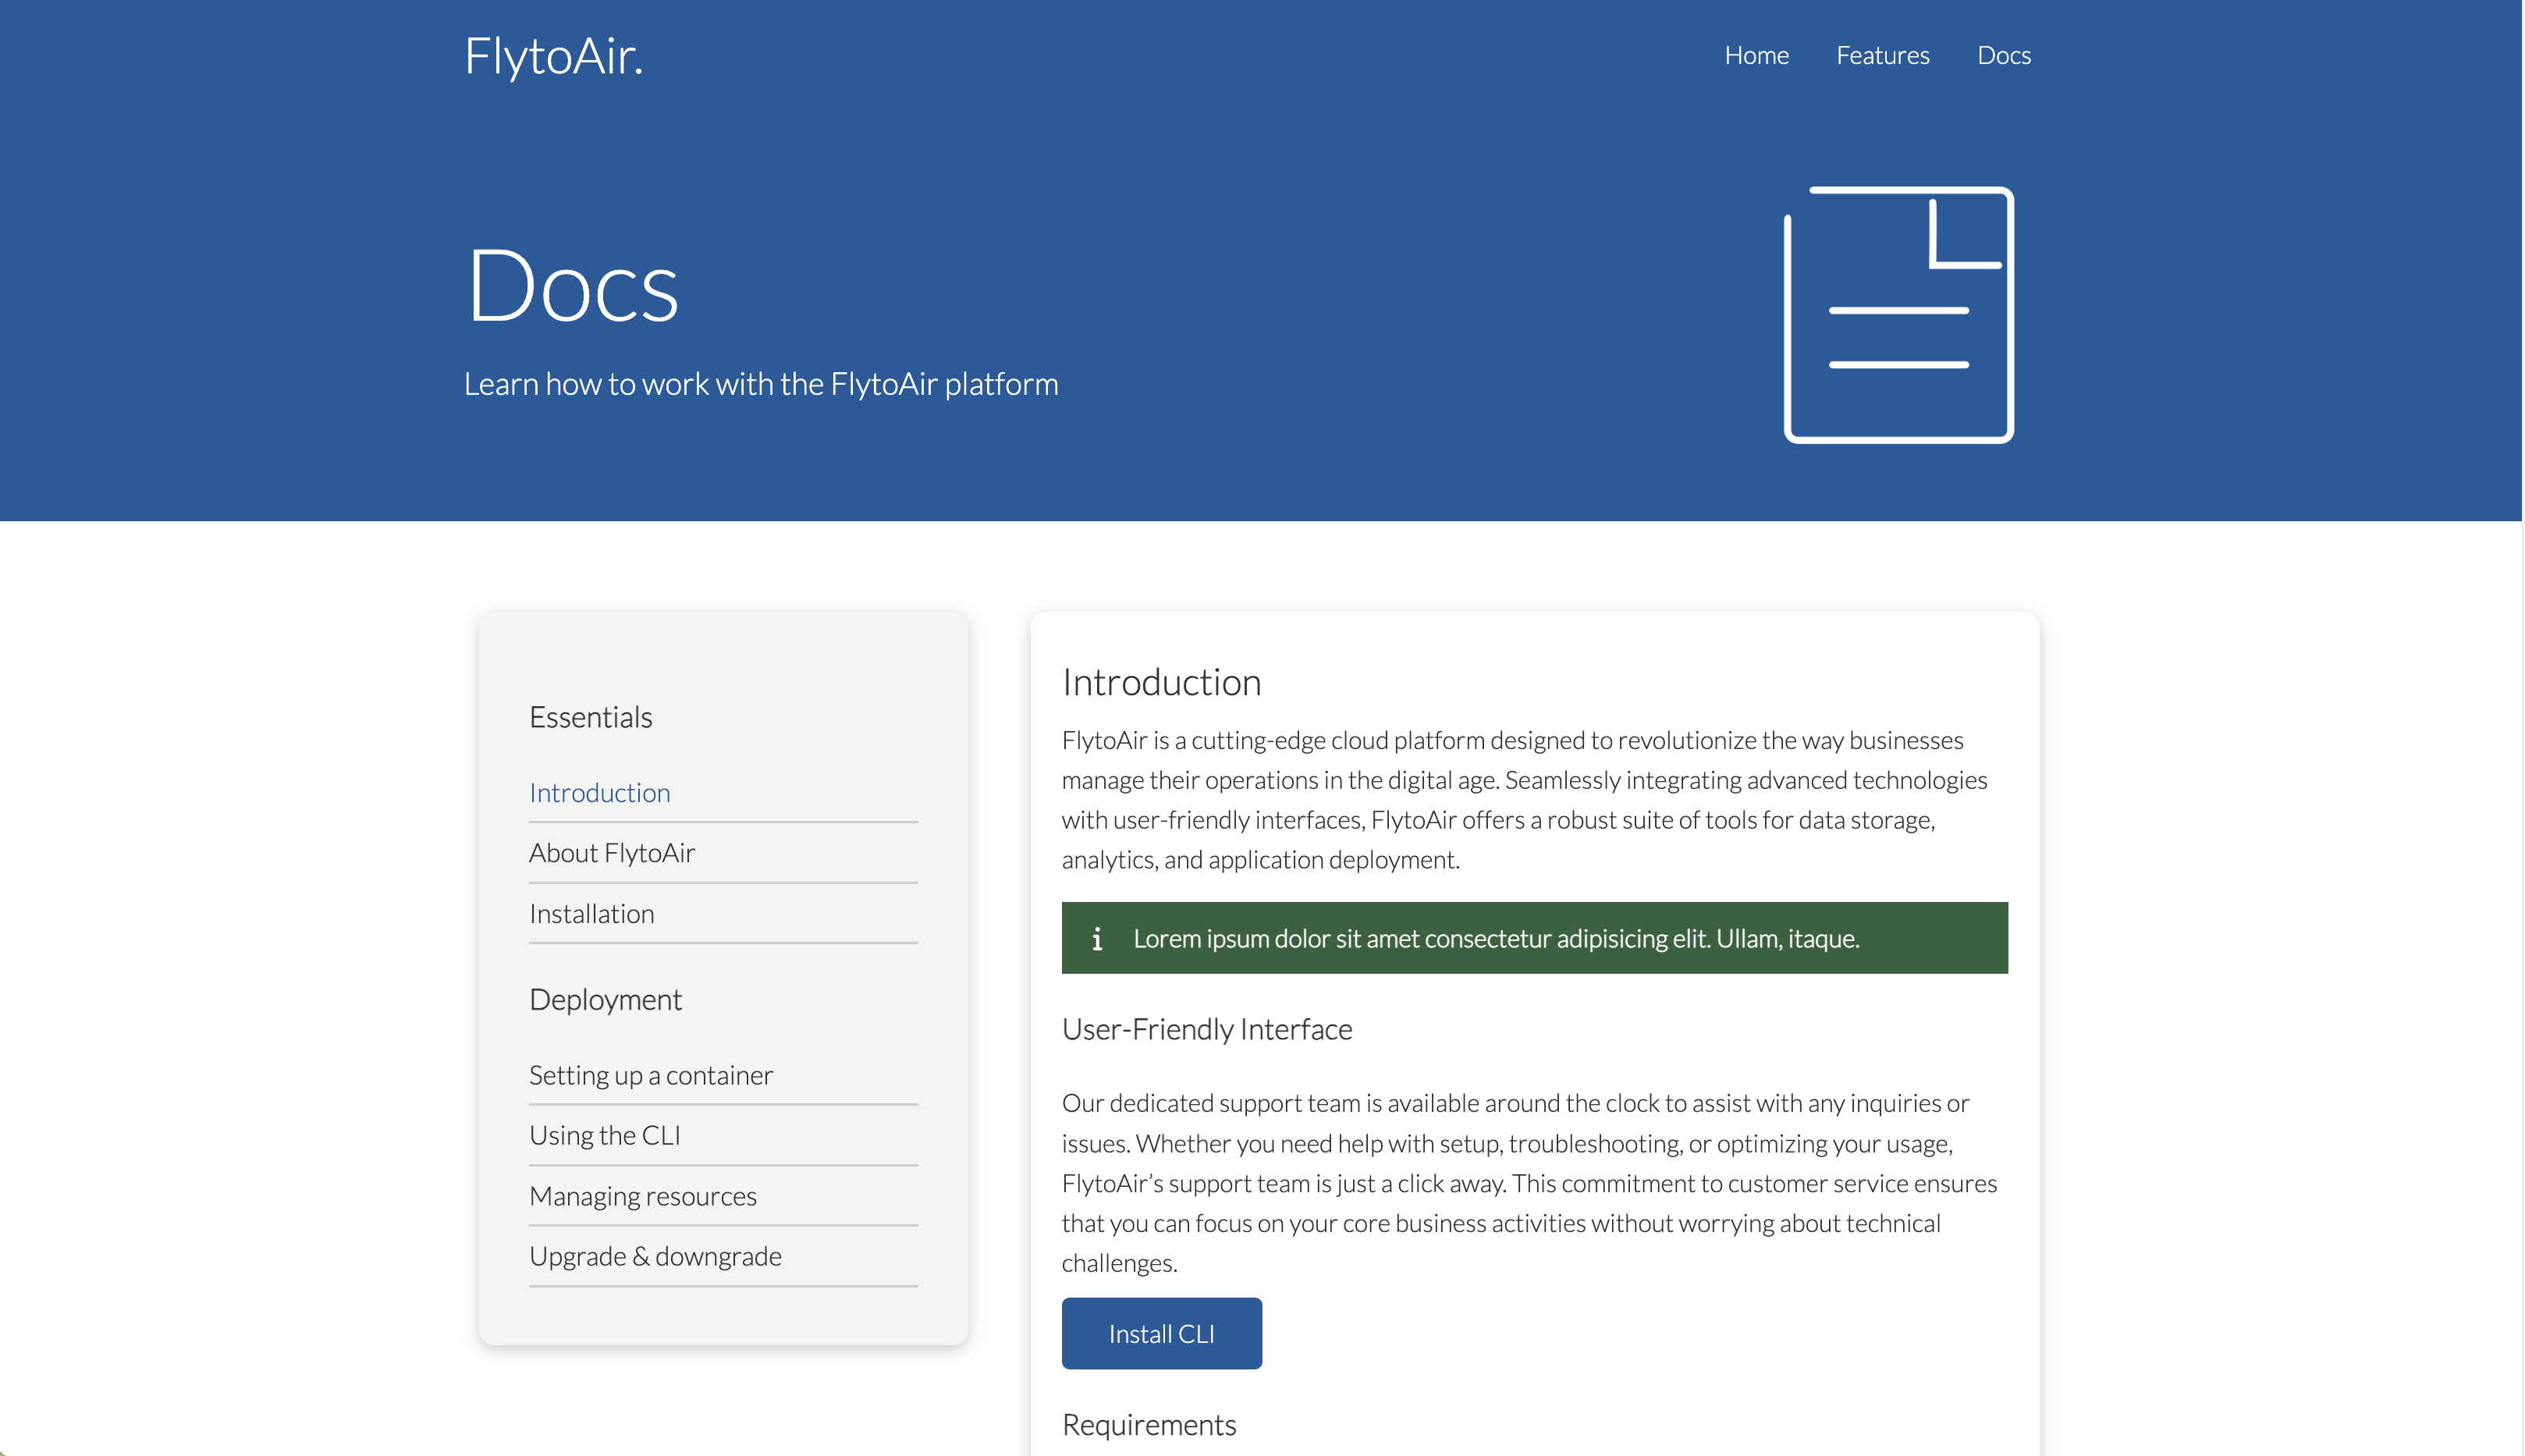 FlytoAir.
Home Features Docs
Docs
Learn how to work with the FlytoAir platform
Essentials
Introduction
About FlytoAir
Installation
Deployment
Setting up a container
Using the CLI
Managing resources
Upgrade & downgrade
Introduction
FlytoAir is a cutting-edge cloud platform designed to revolutionize the way businesses
manage their operations in the digital age. Seamlessly integrating advanced technologies
with user-friendly interfaces, FlytoAir offers a robust suite of tools for data storage,
analytics, and application deployment.
Lorem ipsum dolor sit amet consectetur adipisicing elit. Ullam, itaque.
User-Friendly Interface
Our dedicated support team is available around the clock to assist with any inquiries or
issues. Whether you need help with setup, troubleshooting, or optimizing your usage,
FlytoAir’s support team is just a click away. This commitment to customer service ensures
that you can focus on your core business activities without worrying about technical
challenges.
Install CLI
Requirements